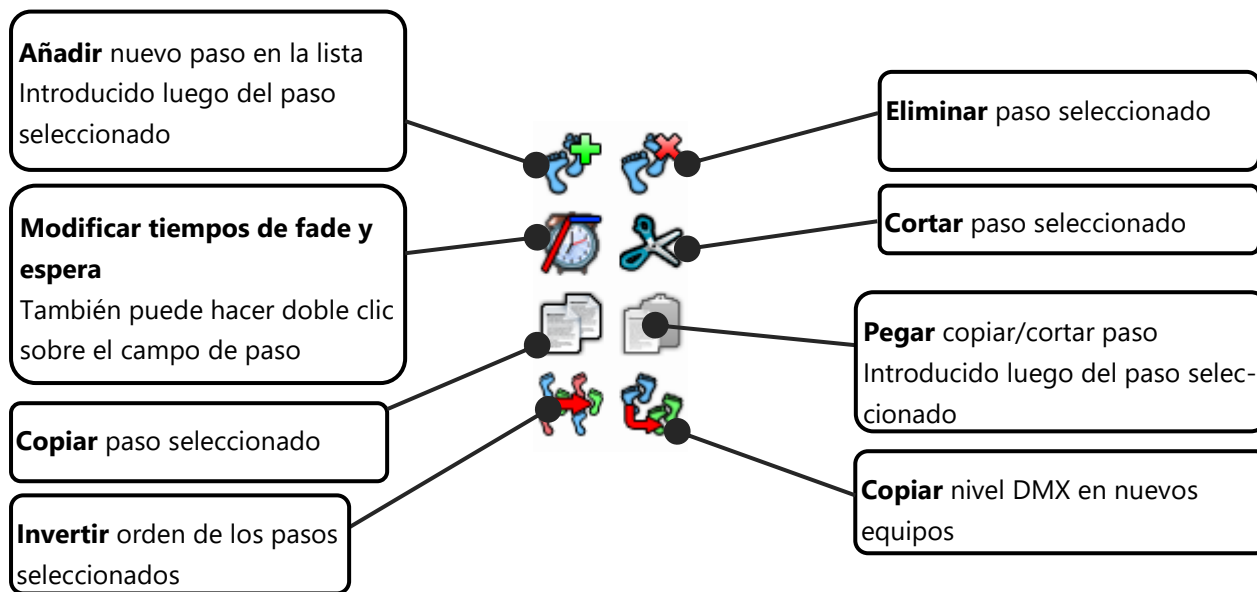 Añadir nuevo paso en la lista
Introducido luego del paso
seleccionado
Modificar tiempos de fade y
espera
También puede hacer doble clic
sobre el campo de paso
Copiar paso seleccionado
Invertir orden de los pasos
seleccionados
Eliminar paso seleccionado
Cortar paso seleccionado
Pegar copiar/cortar paso
Introducido luego del paso selec-
cionado
Copiar nivel DMX en nuevos
equipos